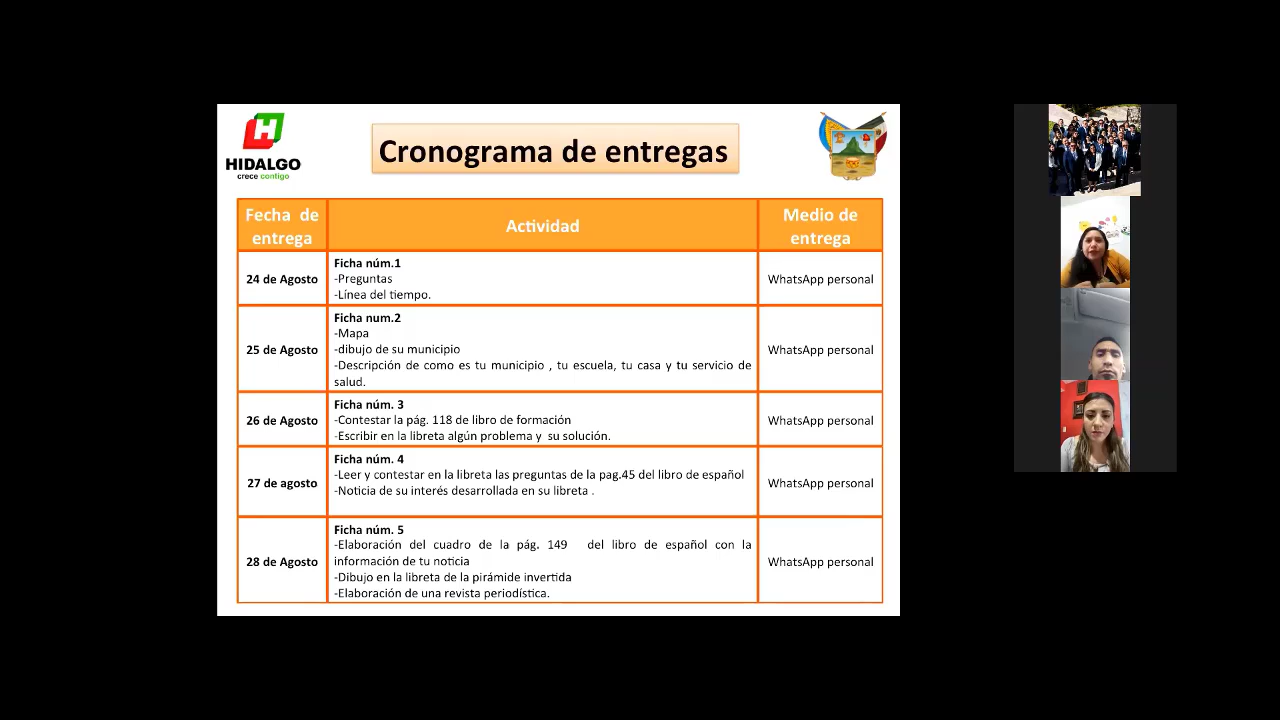 HIDALGO
crece contigo
Cronograma de entregas
Fecha de
entrega
Actividad
Medio de
entrega
24 de Agosto
Ficha núm.1
-Preguntas
-Línea del tiempo.
WhatsApp personal
25 de Agosto
Ficha num.2
-Mapa
-dibujo de su municipio
-Descripción de como es tu municipio , tu escuela, tu casa y tu servicio de
salud.
WhatsApp personal
26 de Agosto
Ficha núm. 3
-Contestar la pág. 118 de libro de formación
-Escribir en la libreta algún problema y su solución.
WhatsApp personal
27 de agosto
Ficha núm. 4
-Leer y contestar en la libreta las preguntas de la pag.45 del libro de español
-Noticia de su interés desarrollada en su libreta .
WhatsApp personal
28 de Agosto
Ficha núm. 5
-Elaboración del cuadro de la pág. 149 del libro de español con la
información de tu noticia
-Dibujo en la libreta de la pirámide invertida
-Elaboración de una revista periodística.
WhatsApp personal